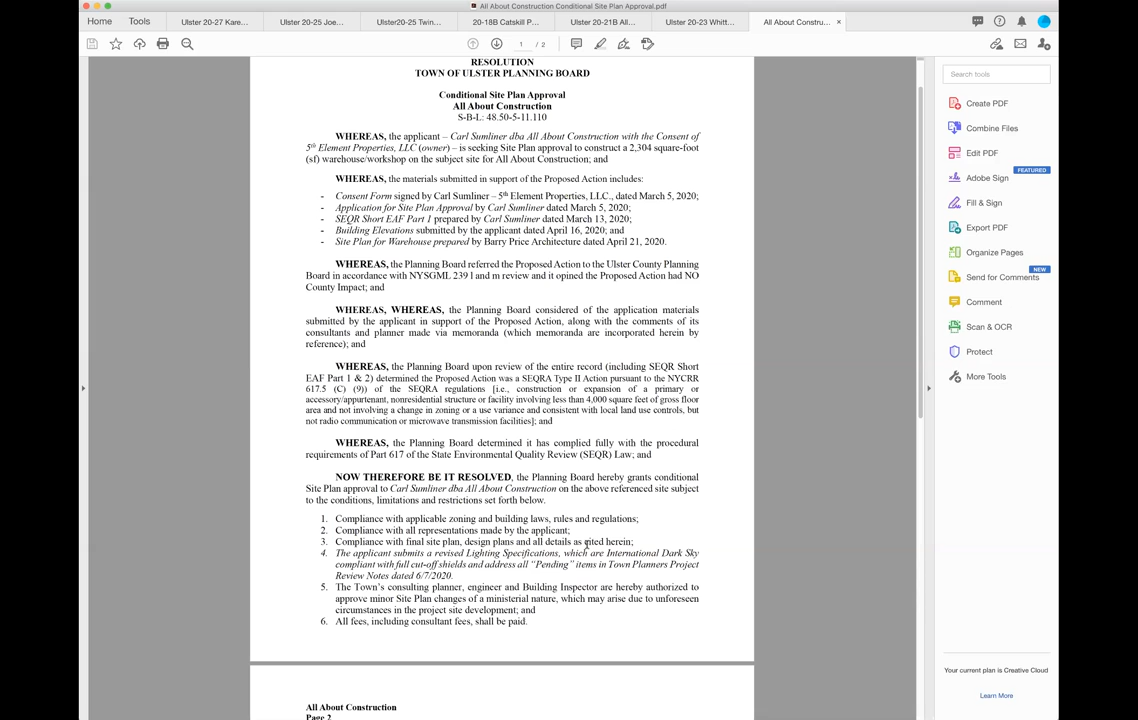 All About Construction Conditional Site Plan Approval.pdf
Home Tools Ulster 20-27 Kare... Ulster 20-25 Joe... Ulster20-25 Twin... 20-18B Catskill P... Ulster 20-21B All... Ulster 20-23 Whitt... All About Constru... ×
1 / 2
RESOLUTION
TOWN OF ULSTER PLANNING BOARD
Conditional Site Plan Approval
All About Construction
S-B-L: 48.50-5-11.110
WHEREAS, the applicant – Carl Sumliner dba All About Construction with the Consent of
5th Element Properties, LLC (owner) – is seeking Site Plan approval to construct a 2,304 square-foot
(sf) warehouse/workshop on the subject site for All About Construction; and
WHEREAS, the materials submitted in support of the Proposed Action includes:
- Consent Form signed by Carl Sumliner – 5th Element Properties, LLC., dated March 5, 2020;
- Application for Site Plan Approval by Carl Sumliner dated March 5, 2020;
- SEQR Short EAF Part 1 prepared by Carl Sumliner dated March 13, 2020;
- Building Elevations submitted by the applicant dated April 16, 2020; and
- Site Plan for Warehouse prepared by Barry Price Architecture dated April 21, 2020.
WHEREAS, the Planning Board referred the Proposed Action to the Ulster County Planning
Board in accordance with NYSGML 239 l and m review and it opined the Proposed Action had NO
County Impact; and
WHEREAS, WHEREAS, the Planning Board considered of the application materials
submitted by the applicant in support of the Proposed Action, along with the comments of its
consultants and planner made via memoranda (which memoranda are incorporated herein by
reference); and
WHEREAS, the Planning Board upon review of the entire record (including SEQR Short
EAF Part 1 & 2) determined the Proposed Action was a SEQRA Type II Action pursuant to the NYCRR
617.5 (C) (9)) of the SEQRA regulations [i.e., construction or expansion of a primary or
accessory/appurtenant, nonresidential structure or facility involving less than 4,000 square feet of gross floor
area and not involving a change in zoning or a use variance and consistent with local land use controls, but
not radio communication or microwave transmission facilities]; and
WHEREAS, the Planning Board determined it has complied fully with the procedural
requirements of Part 617 of the State Environmental Quality Review (SEQR) Law; and
NOW THEREFORE BE IT RESOLVED, the Planning Board hereby grants conditional
Site Plan approval to Carl Sumliner dba All About Construction on the above referenced site subject
to the conditions, limitations and restrictions set forth below.
1. Compliance with applicable zoning and building laws, rules and regulations;
2. Compliance with all representations made by the applicant;
3. Compliance with final site plan, design plans and all details as cited herein;
4. The applicant submits a revised Lighting Specifications, which are International Dark Sky
compliant with full cut-off shields and address all “Pending” items in Town Planners Project
Review Notes dated 6/7/2020.
5. The Town’s consulting planner, engineer and Building Inspector are hereby authorized to
approve minor Site Plan changes of a ministerial nature, which may arise due to unforeseen
circumstances in the project site development; and
6. All fees, including consultant fees, shall be paid.
All About Construction
Page 2
Search tools
Create PDF
Combine Files
Edit PDF
FEATURED
Adobe Sign
Fill & Sign
Export PDF
Organize Pages
NEW
Send for Comments
Comment
Scan & OCR
Protect
More Tools
Your current plan is Creative Cloud
Learn More